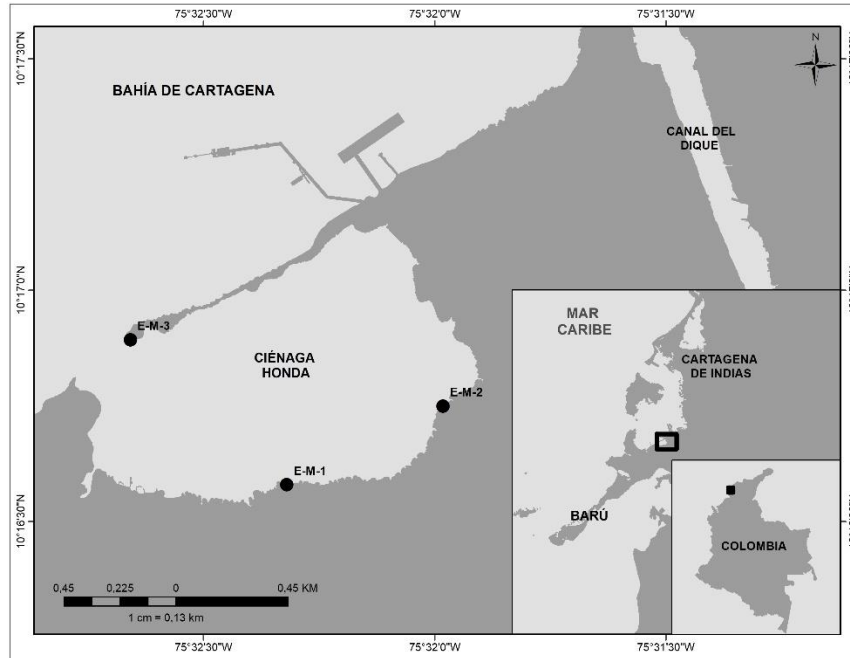 75°32'30"W 75°32'0"W 75°31'30"W
10°17'30"N
N
BAHÍA DE CARTAGENA
CANAL DEL
DIQUE
10°17'0"N
E-M-3
CIÉNAGA
HONDA
E-M-2
E-M-1
10°16'30"N
MAR
CARIBE
CARTAGENA
DE INDIAS
BARÚ
COLOMBIA
0,45 0,225 0 0,45 KM
1 cm = 0,13 km
75°32'30"W 75°32'0"W 75°31'30"W